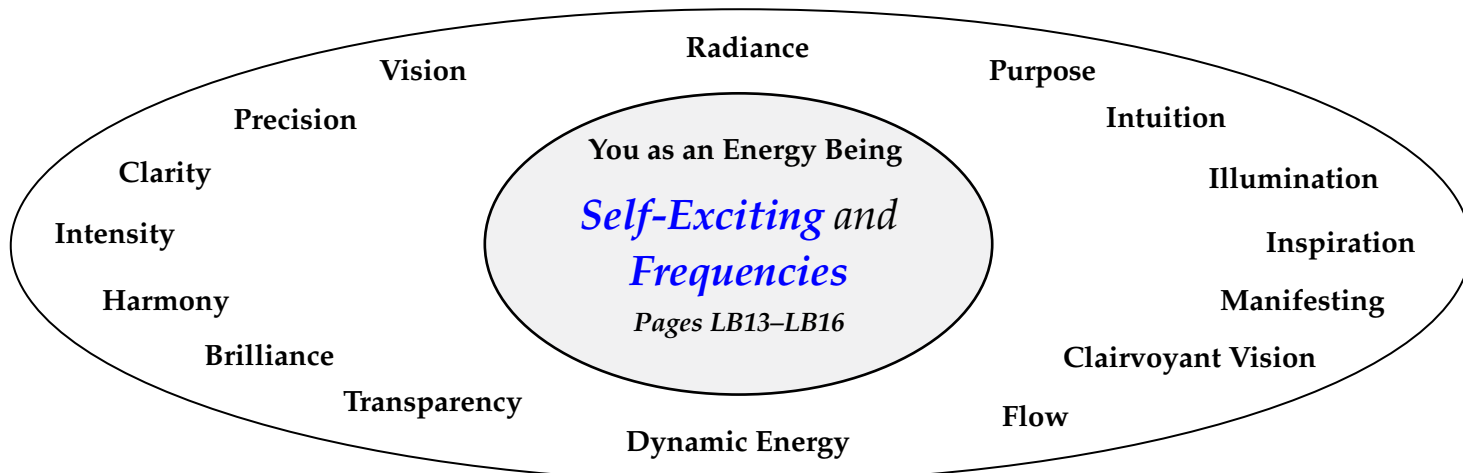 Radiance
Vision
Purpose
Precision
Intuition
Clarity
Illumination
Intensity
Inspiration
Harmony
Manifesting
Brilliance
Clairvoyant Vision
Transparency
Flow
Dynamic Energy
You as an Energy Being
Self-Exciting and
Frequencies
Pages LB13–LB16